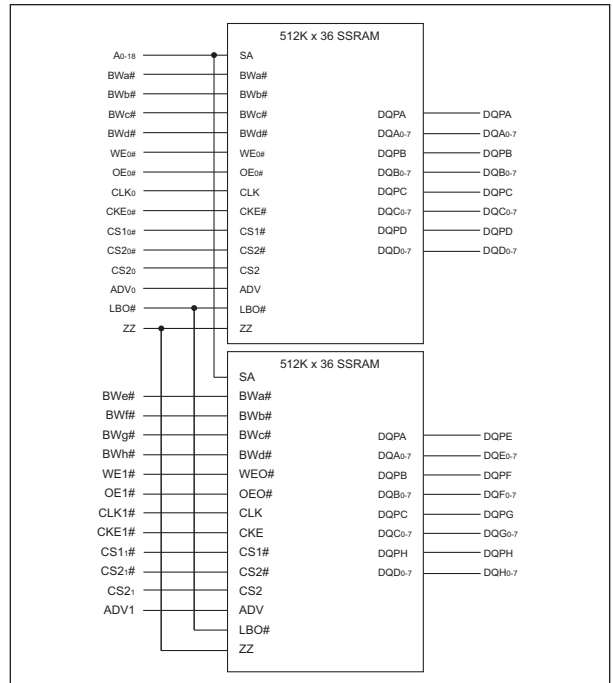 512K x 36 SSRAM
A0-18 SA
BWa# BWa#
BWb# BWb#
BWc# BWc# DQPA DQPA
BWd# BWd# DQA0-7 DQA0-7
WE0# WE0# DQPB DQPB
OE0# OE0# DQB0-7 DQB0-7
CLK0 CLK DQPC DQPC
CKE0# CKE# DQC0-7 DQC0-7
CS10# CS1# DQPD DQPD
CS20# CS2# DQD0-7 DQD0-7
CS20 CS2
ADV0 ADV
LBO# LBO#
ZZ ZZ
512K x 36 SSRAM
SA
BWe# BWa#
BWf# BWb#
BWg# BWc# DQPA DQPE
BWh# BWd# DQA0-7 DQE0-7
WE1# WEO# DQPB DQPF
OE1# OEO# DQB0-7 DQF0-7
CLK1# CLK DQPC DQPG
CKE1# CKE DQC0-7 DQG0-7
CS11# CS1# DQPH DQPH
CS21# CS2# DQD0-7 DQH0-7
CS21 CS2
ADV1 ADV
LBO#
ZZ